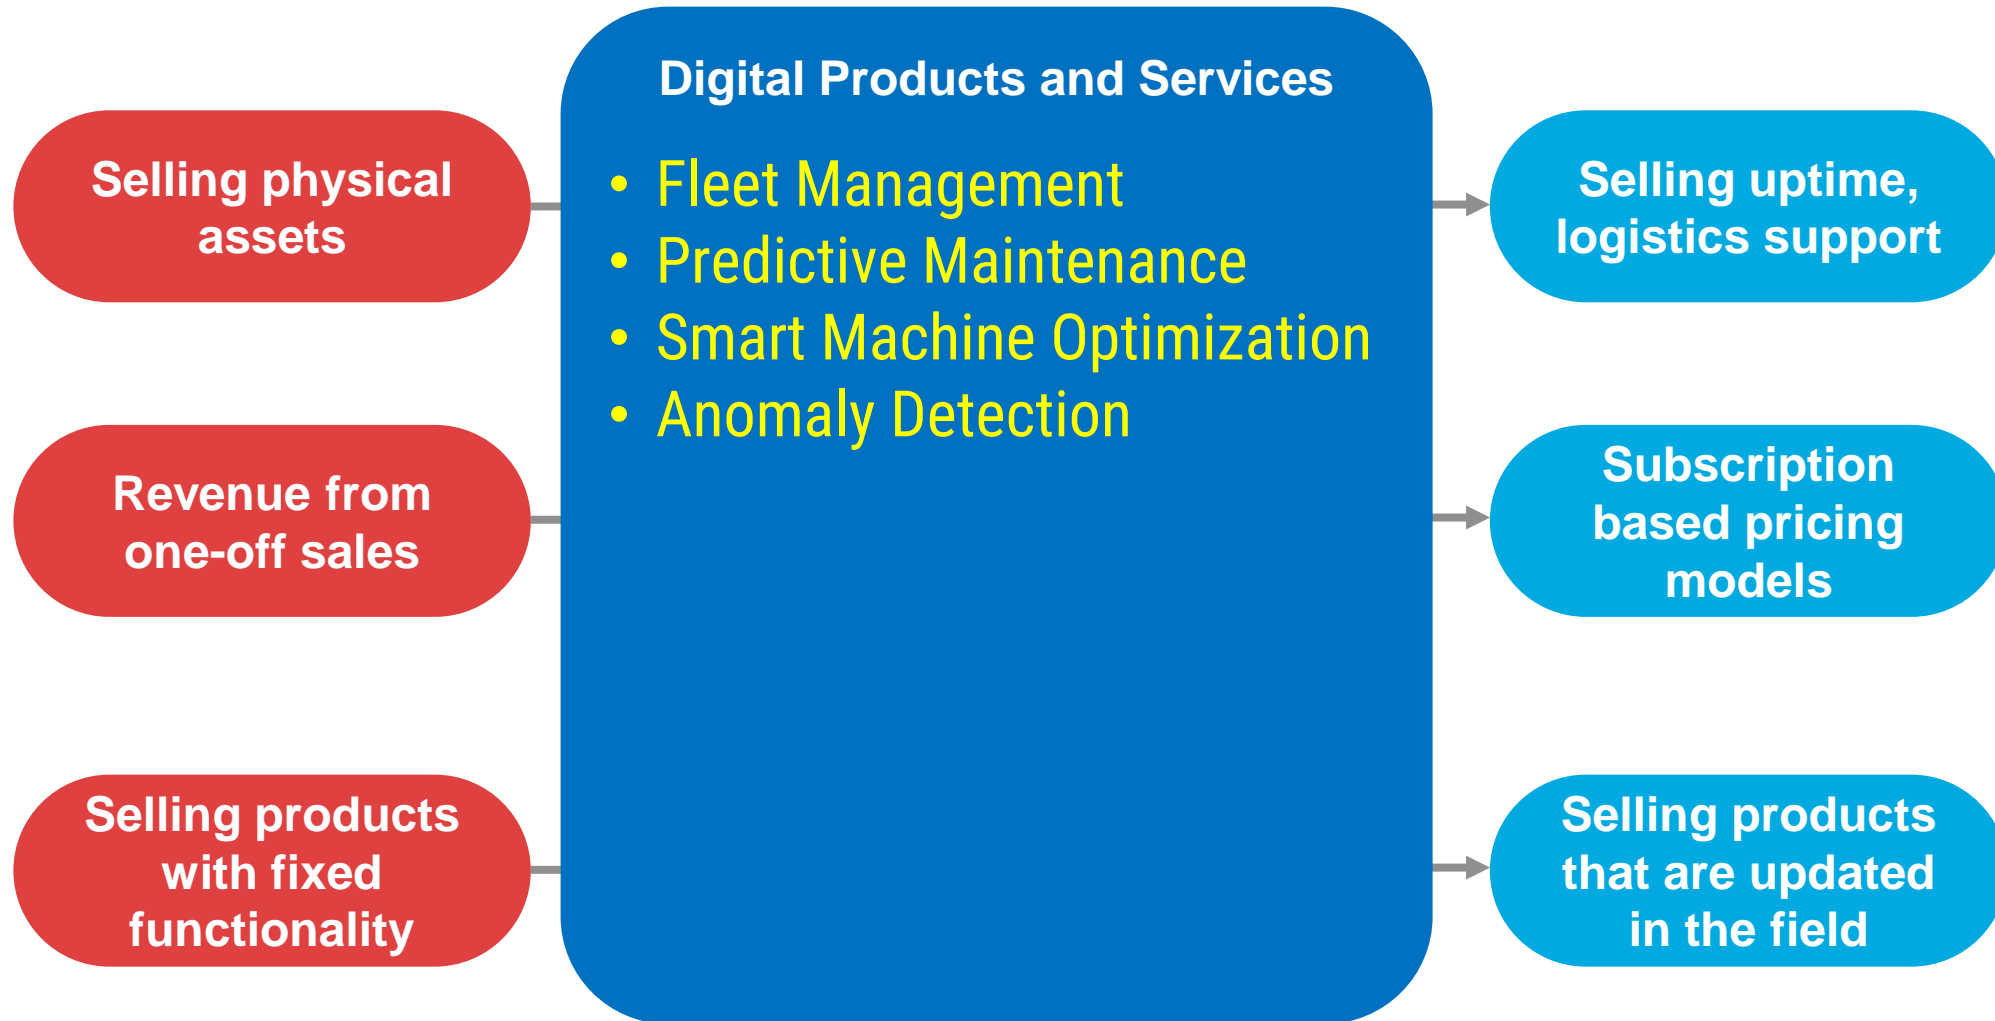 Digital Products and Services
• Fleet Management
• Predictive Maintenance
• Smart Machine Optimization
• Anomaly Detection
Selling physical
assets
Selling uptime,
logistics support
Revenue from
one-off sales
Subscription
based pricing
models
Selling products
with fixed
functionality
Selling products
that are updated
in the field